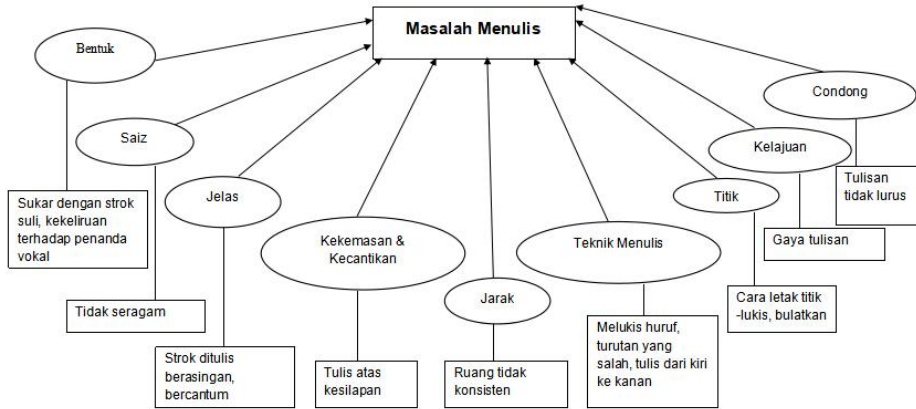 Masalah Menulis
Bentuk
Condong
Saiz
Kelajuan
Jelas
Titik
Kekemasan &
Kecantikan
Teknik Menulis
Jarak
Sukar dengan strok
suli, kekeliruan
terhadap penanda
vokal
Tidak seragam
Strok ditulis
berasingan,
bercantum
Tulis atas
kesilapan
Ruang tidak
konsisten
Melukis huruf,
turutan yang
salah, tulis dari kiri
ke kanan
Cara letak titik
-lukis, bulatkan
Gaya tulisan
Tulisan
tidak lurus